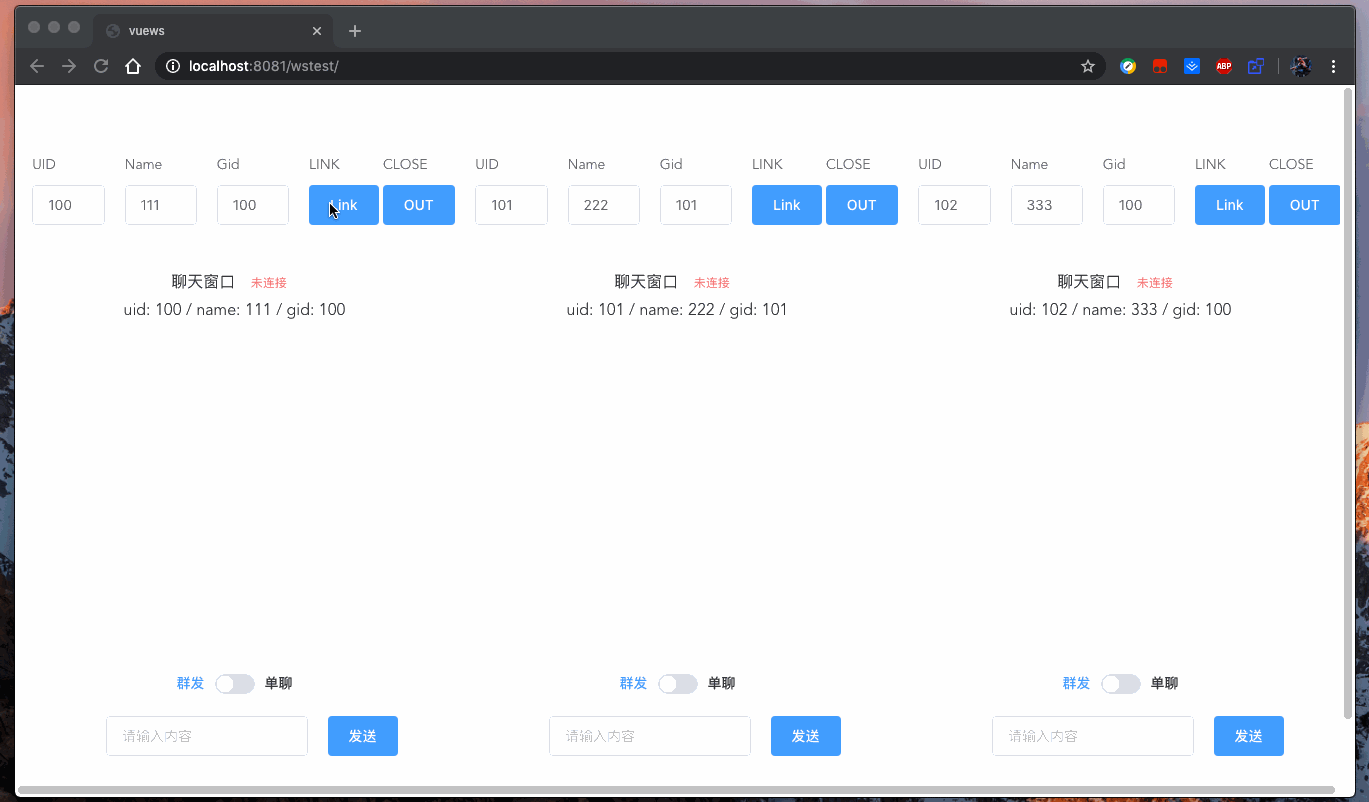 vuews
localhost:8081/wstest/
ABP
UID Name Gid LINK CLOSE UID Name Gid LINK CLOSE UID Name Gid LINK CLOSE
100 111 100 Link OUT 101 222 101 Link OUT 102 333 100 Link OUT
聊天窗口 未连接 聊天窗口 未连接 聊天窗口 未连接
uid: 100 / name: 111 / gid: 100 uid: 101 / name: 222 / gid: 101 uid: 102 / name: 333 / gid: 100
群发 单聊 群发 单聊 群发 单聊
请输入内容 发送 请输入内容 发送 请输入内容 发送